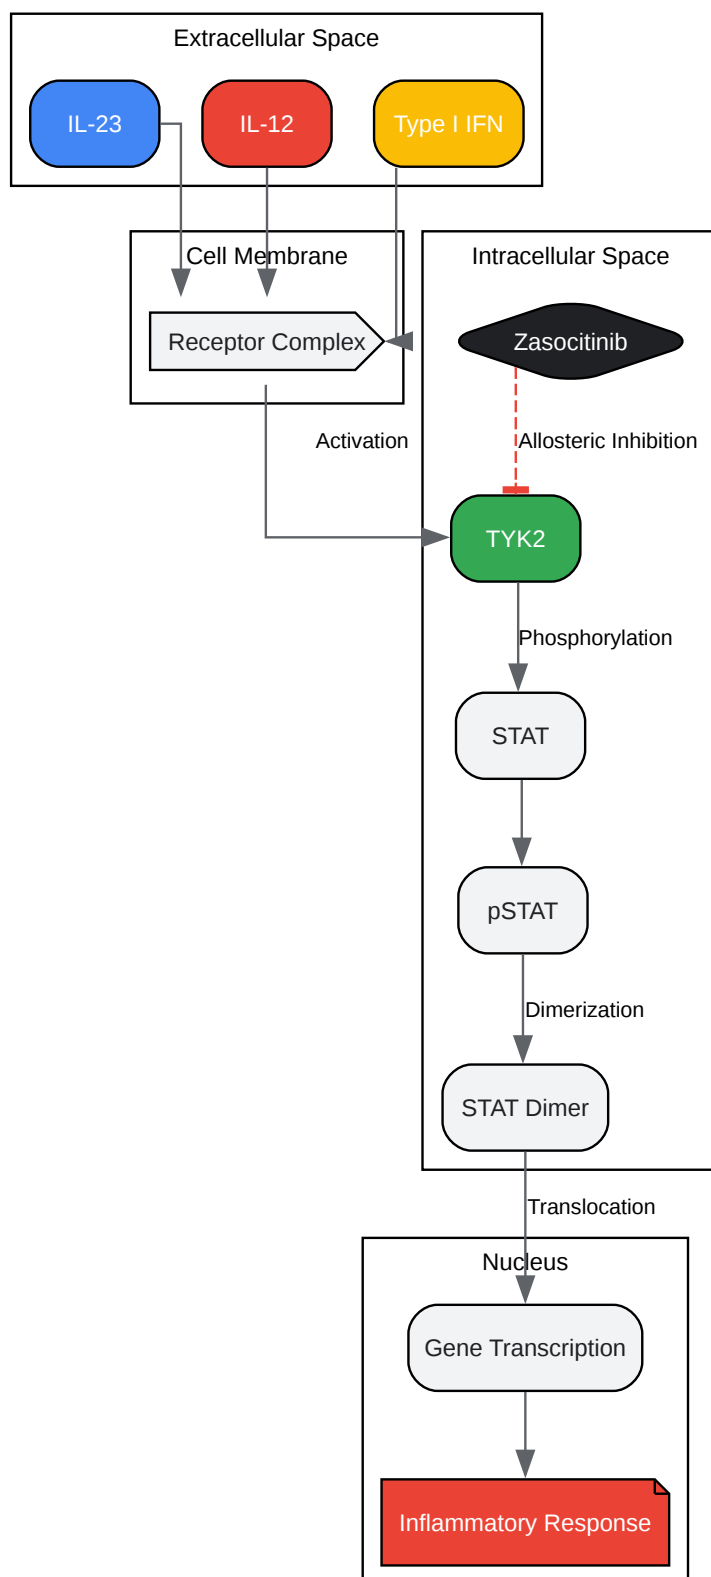 Extracellular Space
IL-23
IL-12
Type I IFN
Cell Membrane
Receptor Complex
Activation
Intracellular Space
Zasocitinib
Allosteric Inhibition
TYK2
Phosphorylation
STAT
pSTAT
Dimerization
STAT Dimer
Translocation
Nucleus
Gene Transcription
Inflammatory Response